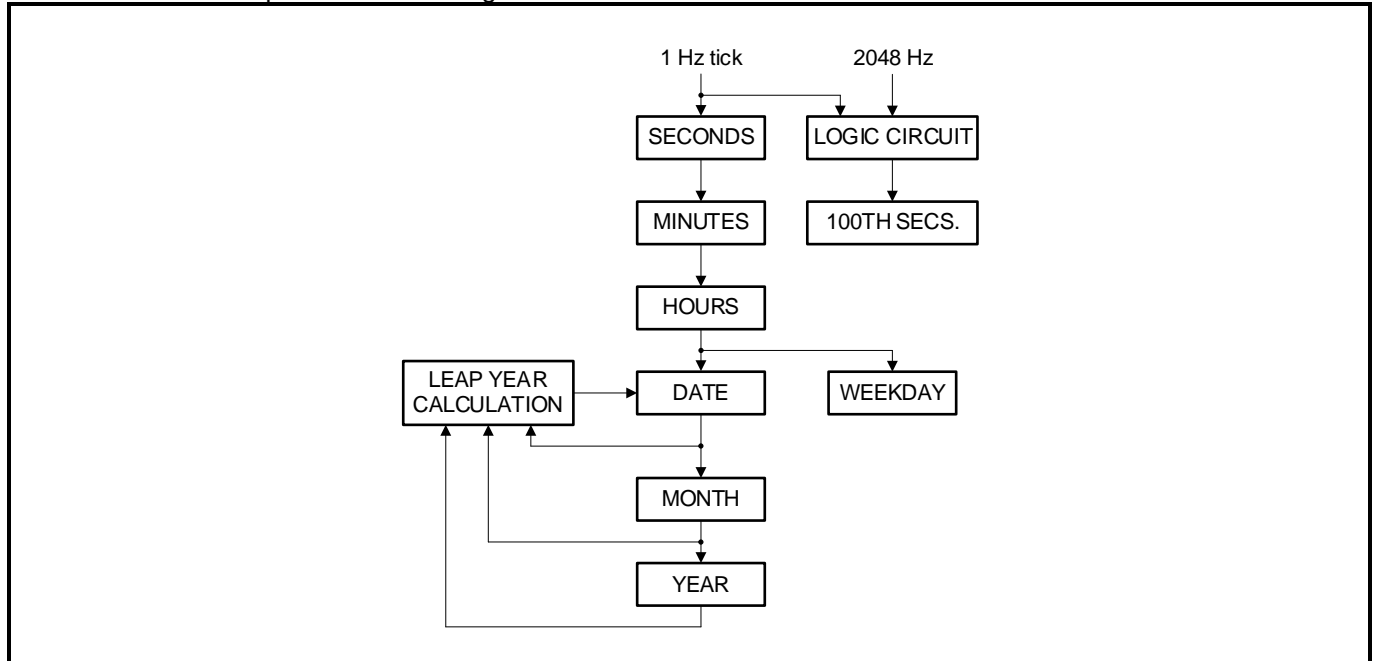 1 Hz tick
2048 Hz
SECONDS
LOGIC CIRCUIT
MINUTES
100TH SECS.
HOURS
LEAP YEAR
CALCULATION
DATE
WEEKDAY
MONTH
YEAR